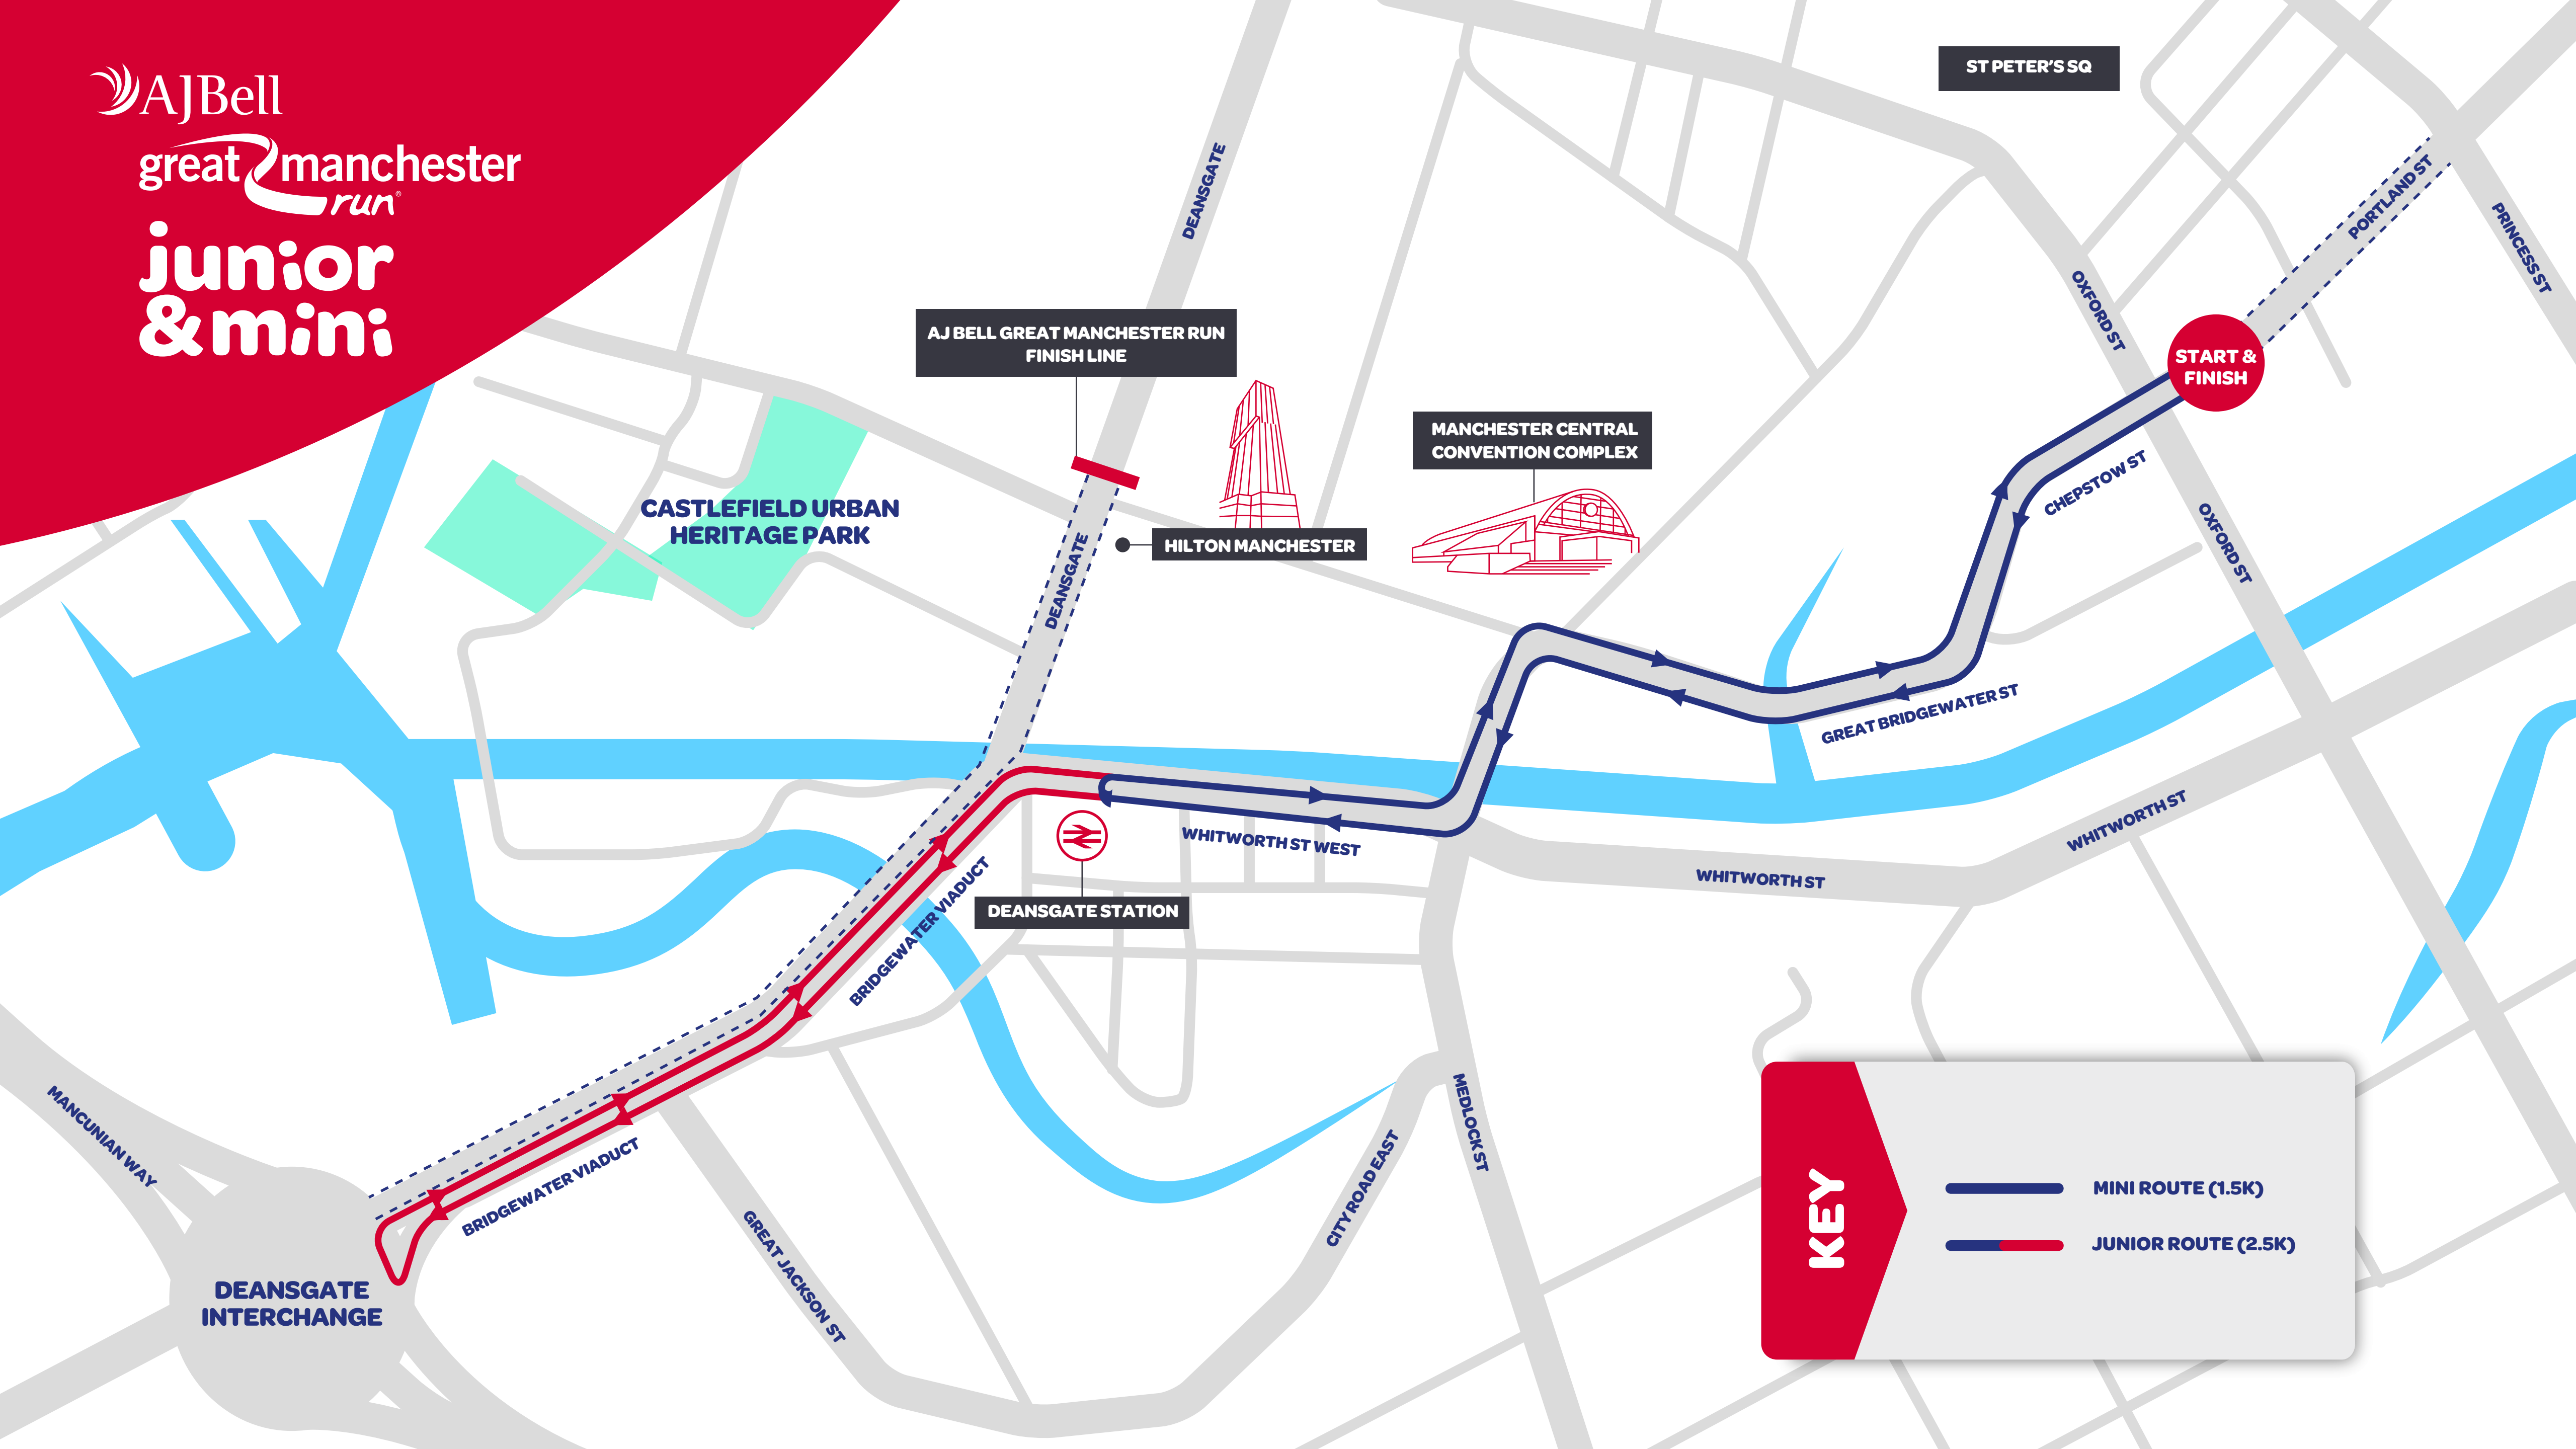 AJBell
great manchester
run®
junior
& mini
ST PETER'S SQ
DEANSGATE
PORTLAND ST
PRINCESS ST
OXFORD ST
AJ BELL GREAT MANCHESTER RUN
FINISH LINE
START &
FINISH
MANCHESTER CENTRAL
CONVENTION COMPLEX
CHEPSTOW ST
CASTLEFIELD URBAN
HERITAGE PARK
HILTON MANCHESTER
DEANSGATE
OXFORD ST
GREAT BRIDGEWATER ST
WHITWORTH ST WEST
WHITWORTH ST
WHITWORTH ST
BRIDGEWATER VIADUCT
DEANSGATE STATION
MANCUNIAN WAY
BRIDGEWATER VIADUCT
MEDLOCK ST
CITY ROAD EAST
GREAT JACKSON ST
DEANSGATE
INTERCHANGE
KEY
MINI ROUTE (1.5K)
JUNIOR ROUTE (2.5K)